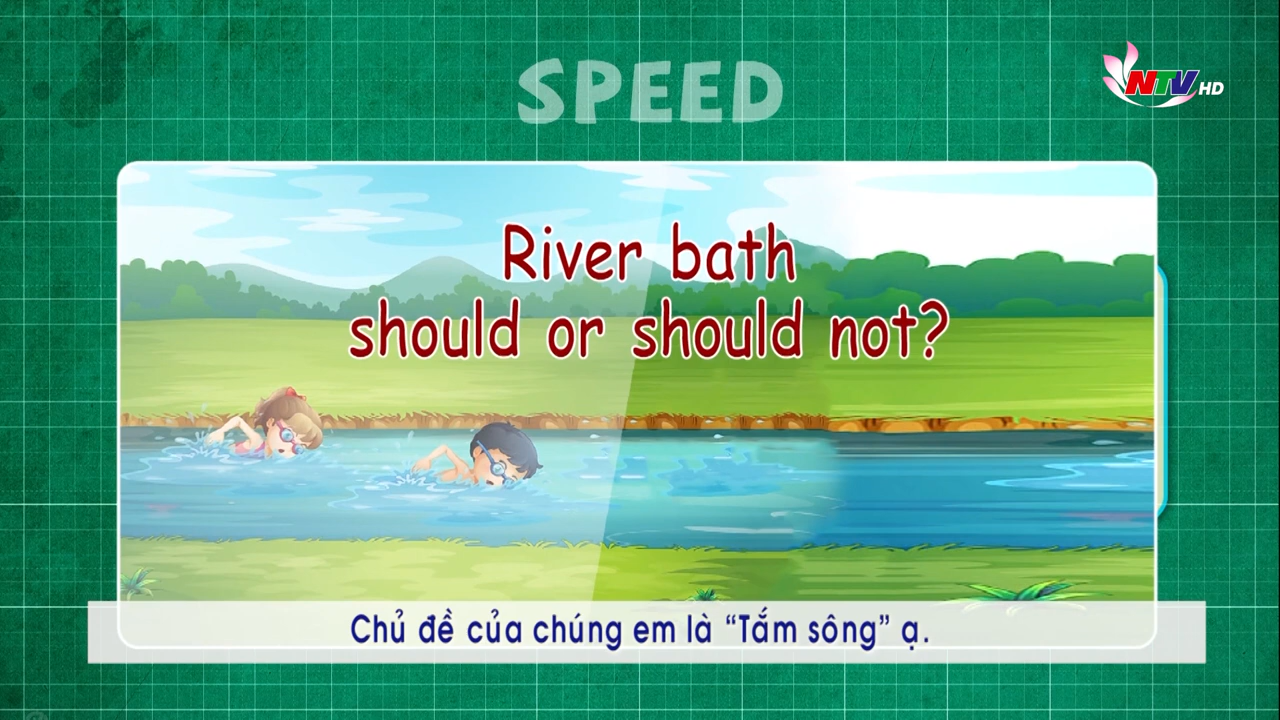 SPEED
NTV HD
River bath
should or should not?
Chủ đề của chúng em là “Tắm sông” ạ.